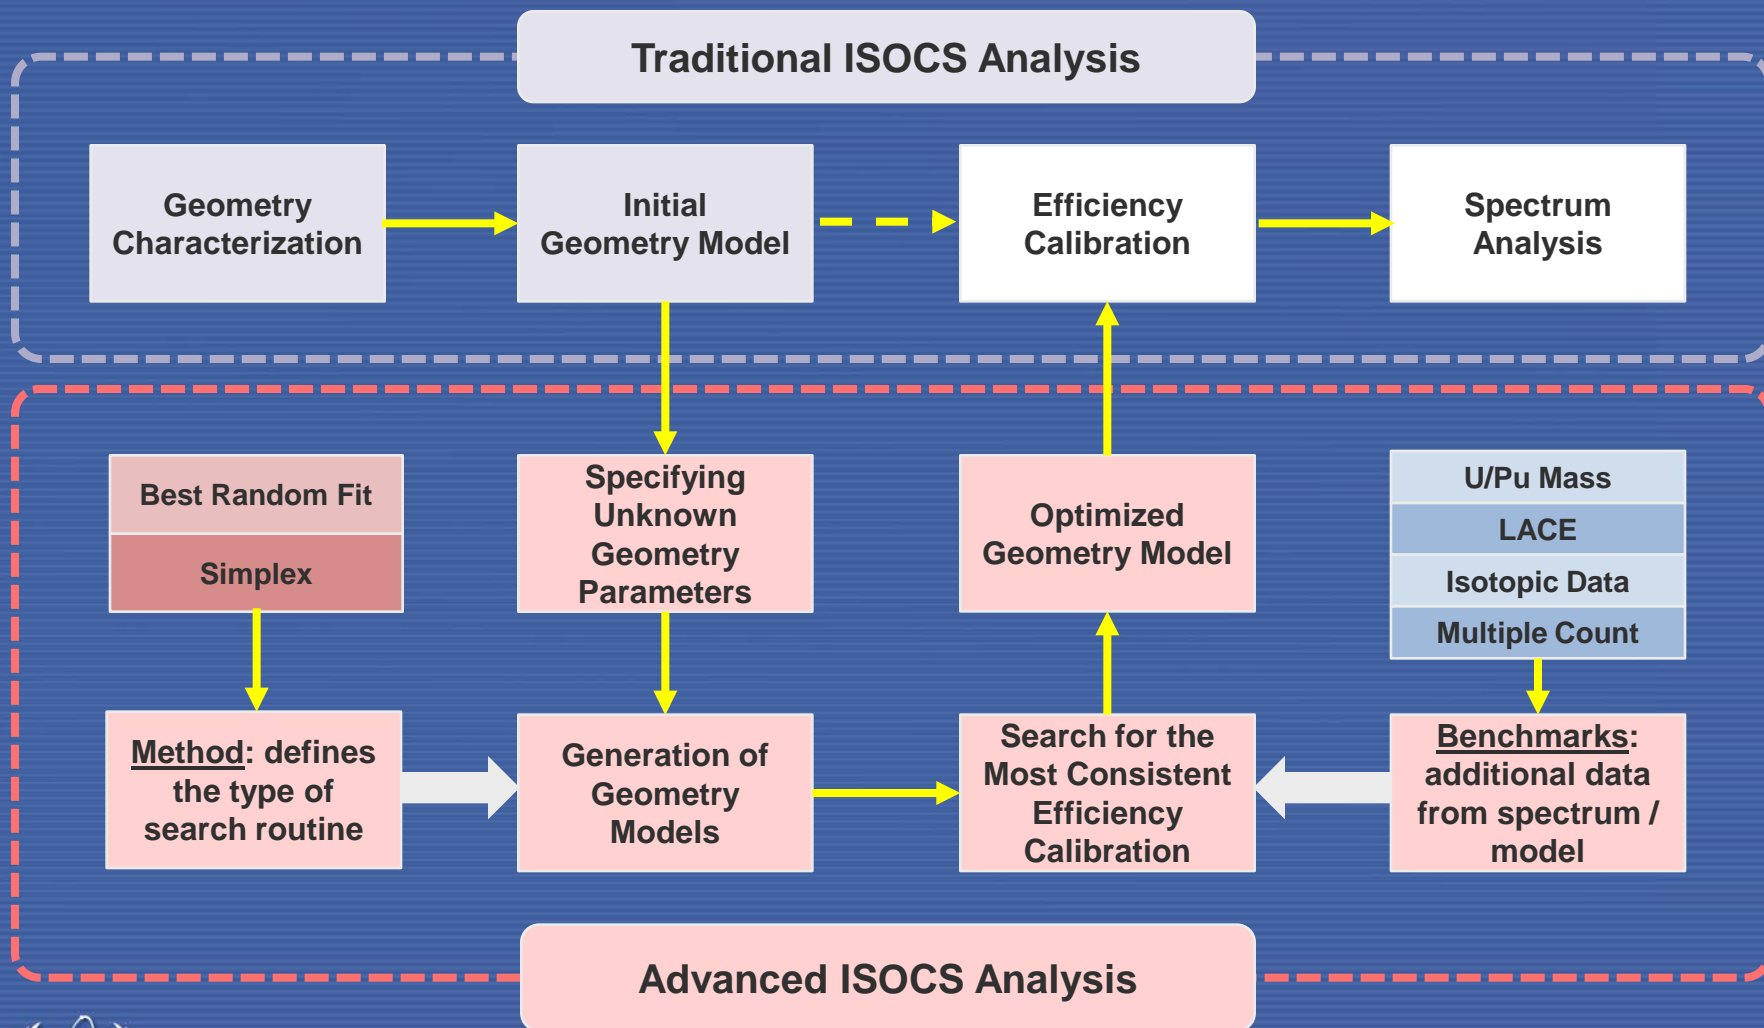 Traditional ISOCS Analysis
Geometry
Characterization
Initial
Geometry Model
Efficiency
Calibration
Spectrum
Analysis
Best Random Fit
Simplex
Specifying
Unknown
Geometry
Parameters
Optimized
Geometry Model
U/Pu Mass
LACE
Isotopic Data
Multiple Count
Method: defines
the type of
search routine
Generation of
Geometry
Models
Search for the
Most Consistent
Efficiency
Calibration
Benchmarks:
additional data
from spectrum /
model
Advanced ISOCS Analysis